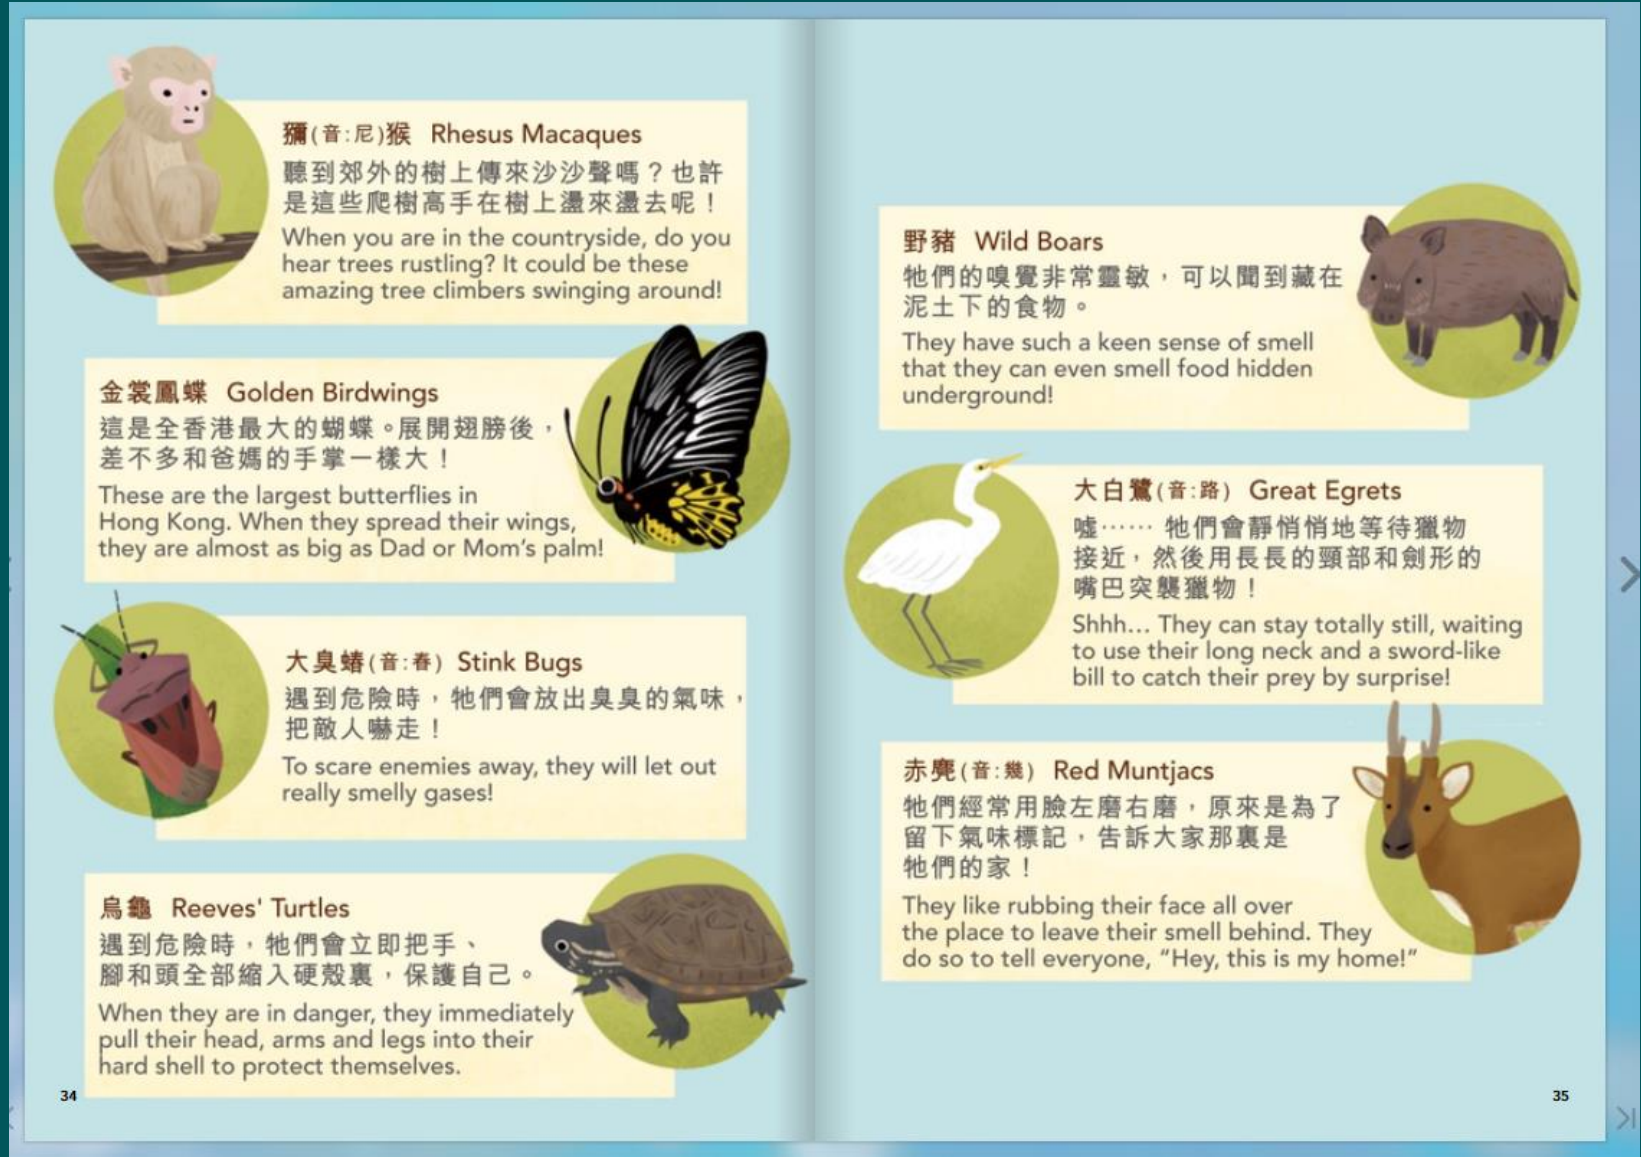 獼(音:尼)猴 Rhesus Macaques
聽到郊外的樹上傳來沙沙聲嗎？也許
是這些爬樹高手在樹上盪來盪去呢！
When you are in the countryside, do you
hear trees rustling? It could be these
amazing tree climbers swinging around!
金裳鳳蝶 Golden Birdwings
這是全香港最大的蝴蝶。展開翅膀後，
差不多和爸媽的手掌一樣大！
These are the largest butterflies in
Hong Kong. When they spread their wings,
they are almost as big as Dad or Mom's palm!
大臭蝽(音:春) Stink Bugs
遇到危險時，牠們會放出臭臭的氣味，
把敵人嚇走！
To scare enemies away, they will let out
really smelly gases!
烏龜 Reeves' Turtles
遇到危險時，牠們會立即把手、
腳和頭全部縮入硬殼裏，保護自己。
When they are in danger, they immediately
pull their head, arms and legs into their
hard shell to protect themselves.
34
野豬 Wild Boars
牠們的嗅覺非常靈敏，可以聞到藏在
泥土下的食物。
They have such a keen sense of smell
that they can even smell food hidden
underground!
大白鷺(音:路) Great Egrets
噓⋯⋯ 牠們會靜悄悄地等待獵物
接近，然後用長長的頸部和劍形的
嘴巴突襲獵物！
Shhh... They can stay totally still, waiting
to use their long neck and a sword-like
bill to catch their prey by surprise!
赤麂(音:幾) Red Muntjacs
牠們經常用臉左磨右磨，原來是為了
留下氣味標記，告訴大家那裏是
牠們的家！
They like rubbing their face all over
the place to leave their smell behind. They
do so to tell everyone, “Hey, this is my home!”
35